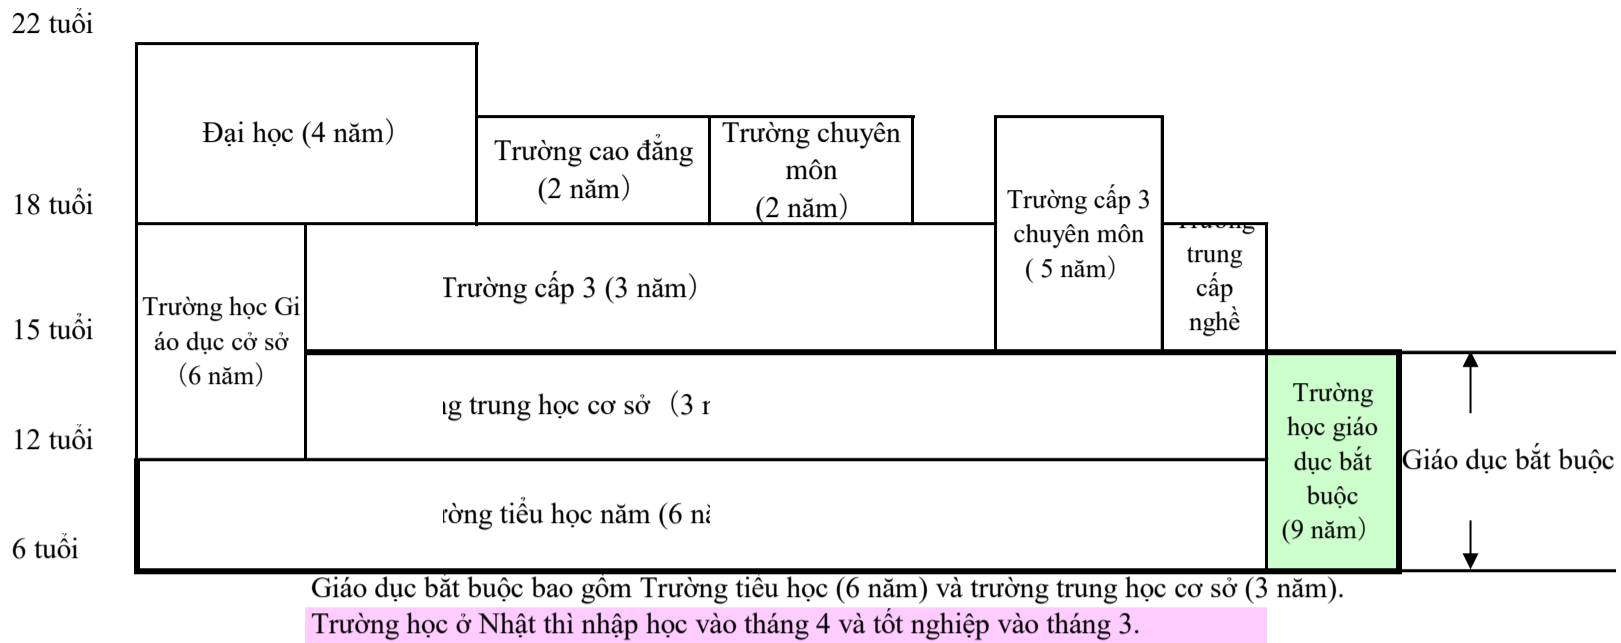 22 tuổi
Đại học (4 năm)
Trường cao đẳng
(2 năm)
Trường chuyên
môn
(2 năm)
18 tuổi
Trường cấp 3
chuyên môn
( 5 năm)
trung
cấp
nghề
Trường cấp 3 (3 năm)
Trường học Gi
áo dục cở sở
(6 năm)
15 tuổi
trung học cơ sở (3
12 tuổi
Trường
học giáo
dục bắt
buộc
(9 năm)
Giáo dục bắt buộc
tiểu học năm (6
6 tuổi
Giáo dục bắt buộc bao gồm Trường tiểu học (6 năm) và trường trung học cơ sở (3 năm).
Trường học ở Nhật thì nhập học vào tháng 4 và tốt nghiệp vào tháng 3.